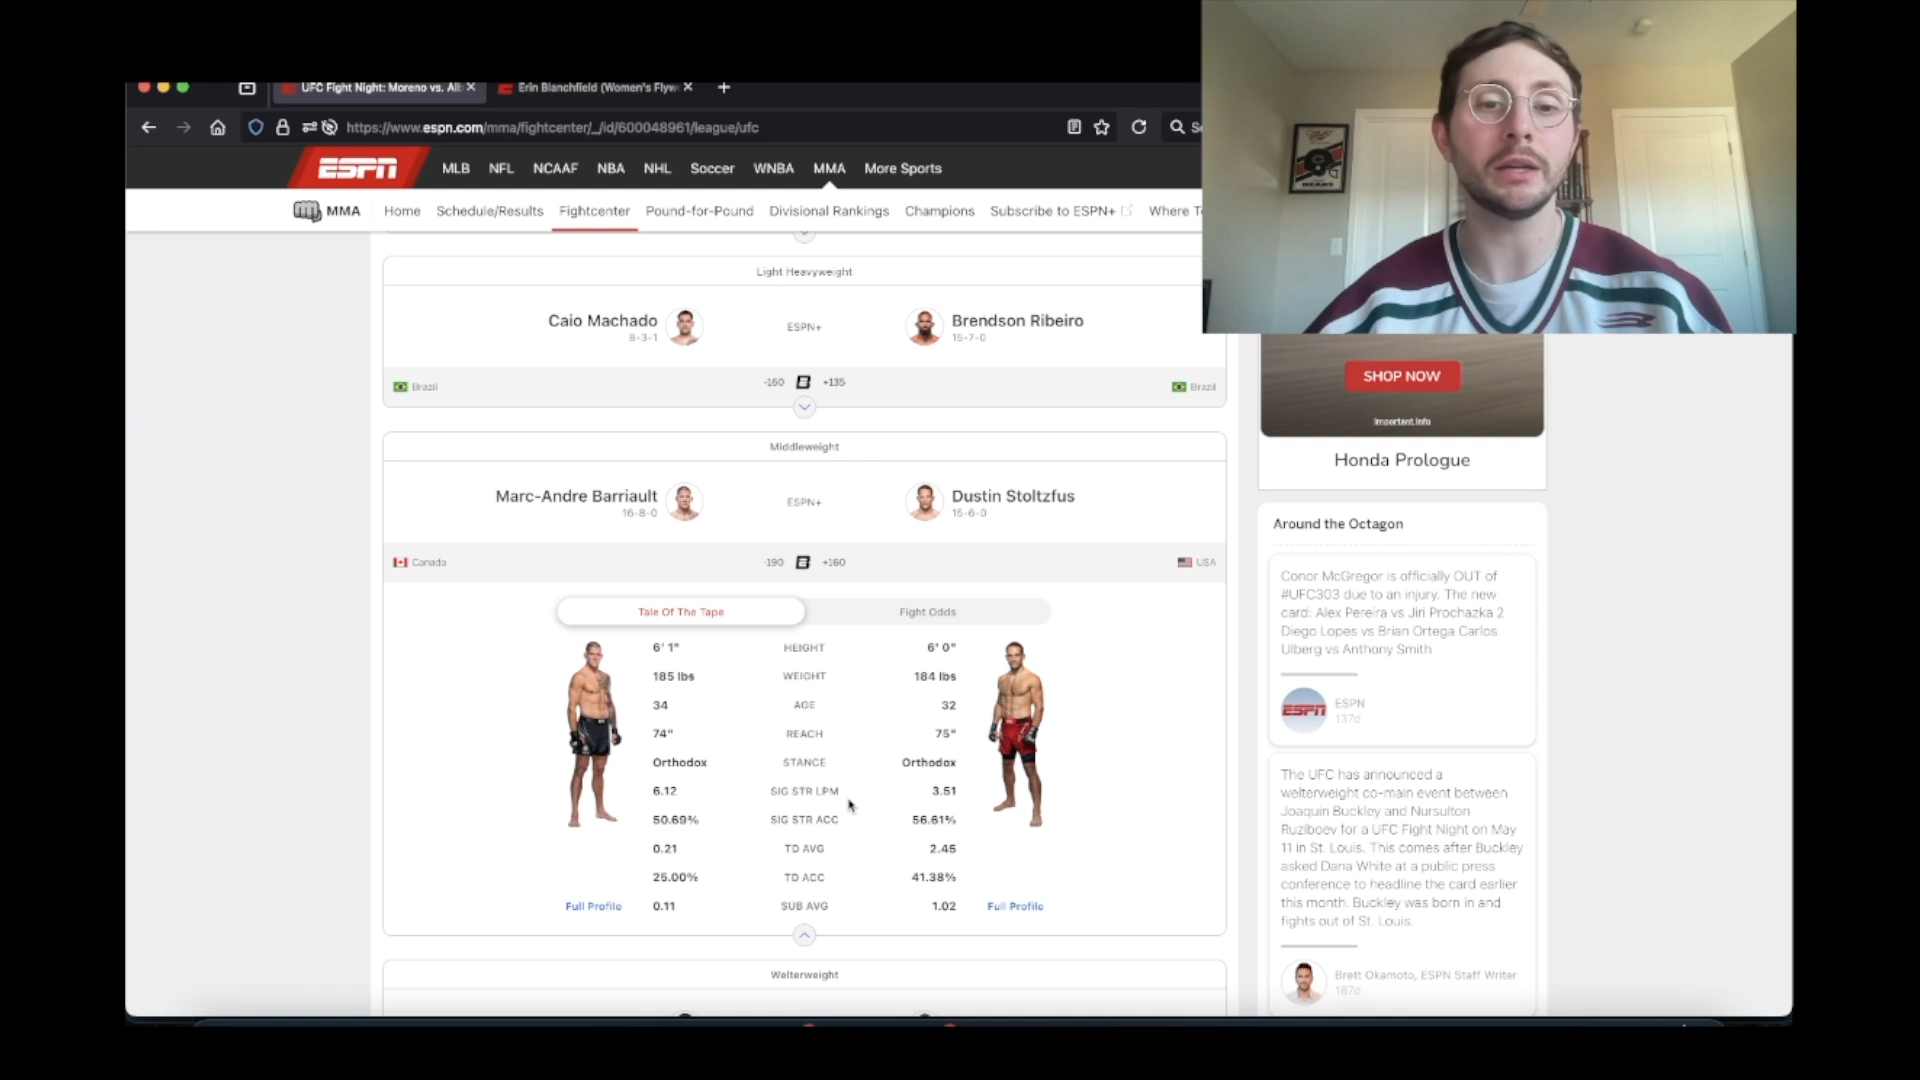 UFC Fight Night: Moreno vs. Alb
Erin Blanchfield (Women's Flyw
https://www.espn.com/mma/fightcenter/_/id/600048961/league/ufc
ESPN
MLB NFL NCAAF NBA NHL Soccer WNBA MMA More Sports
MMA Home Schedule/Results Fightcenter Pound-for-Pound Divisional Rankings Champions Subscribe to ESPN+ Where T
Light Heavyweight
Caio Machado ESPN+ Brendson Ribeiro
8-3-1 15-7-0
Brazil -160 +135 Brazil
Middleweight
Marc-Andre Barriault ESPN+ Dustin Stoltzfus
16-8-0 15-6-0
Canada -190 +160 USA
Tale Of The Tape Fight Odds
6' 1" HEIGHT 6' 0"
185 lbs WEIGHT 184 lbs
34 AGE 32
74" REACH 75"
Orthodox STANCE Orthodox
6.12 SIG STR LPM 3.51
50.69% SIG STR ACC 56.61%
0.21 TD AVG 2.45
25.00% TD ACC 41.38%
Full Profile 0.11 SUB AVG 1.02 Full Profile
Welterweight
BEARS
SHOP NOW
Important Info
Honda Prologue
Around the Octagon
Conor McGregor is officially OUT of
#UFC303 due to an injury. The new
card: Alex Pereira vs Jiri Prochazka 2
Diego Lopes vs Brian Ortega Carlos
Ulberg vs Anthony Smith
ESPN
ESPN
137d
The UFC has announced a
welterweight co-main event between
Joaquin Buckley and Nursulton
Ruziboev for a UFC Fight Night on May
11 in St. Louis. This comes after Buckley
asked Dana White at a public press
conference to headline the card earlier
this month. Buckley was born in and
fights out of St. Louis.
Brett Okamoto, ESPN Staff Writer
187d